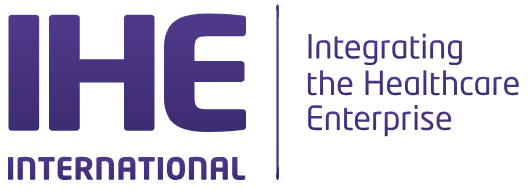 IHE
INTERNATIONAL
Integrating
the Healthcare
Enterprise